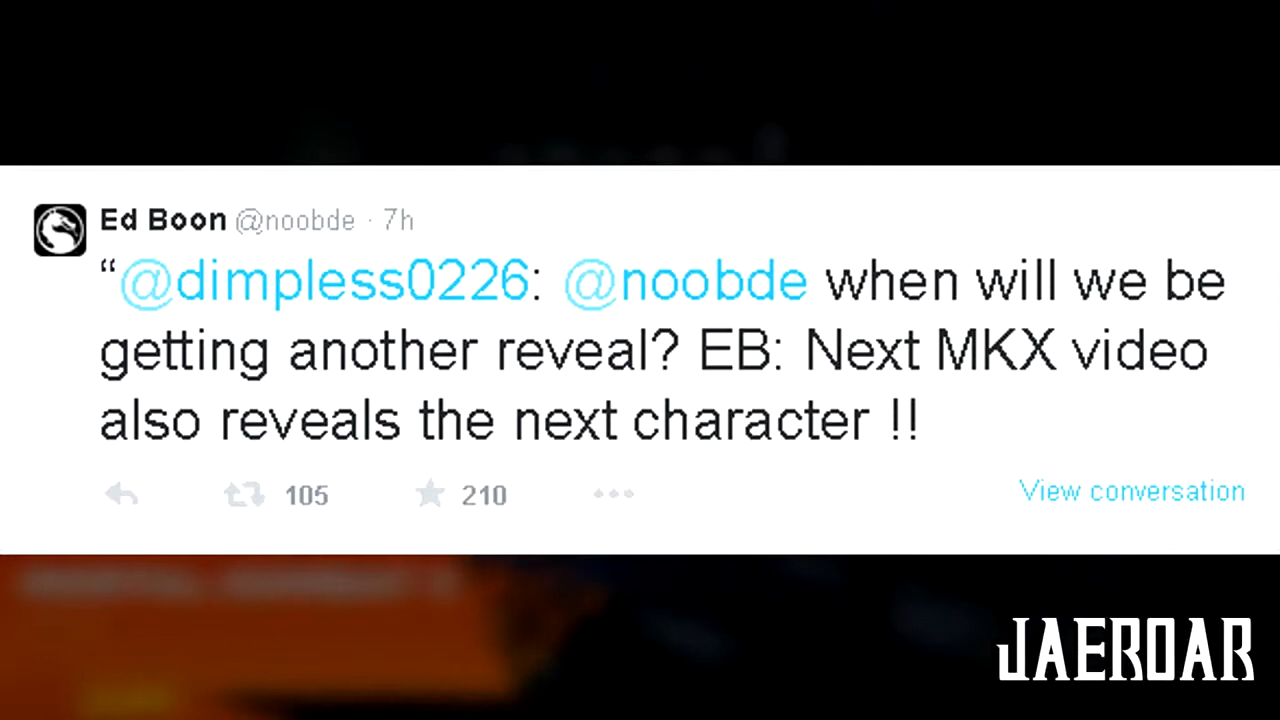 Ed Boon @noobde · 7h
“@dimpless0226: @noobde when will we be
getting another reveal? EB: Next MKX video
also reveals the next character !!
105 210 View conversation
JAEROAR